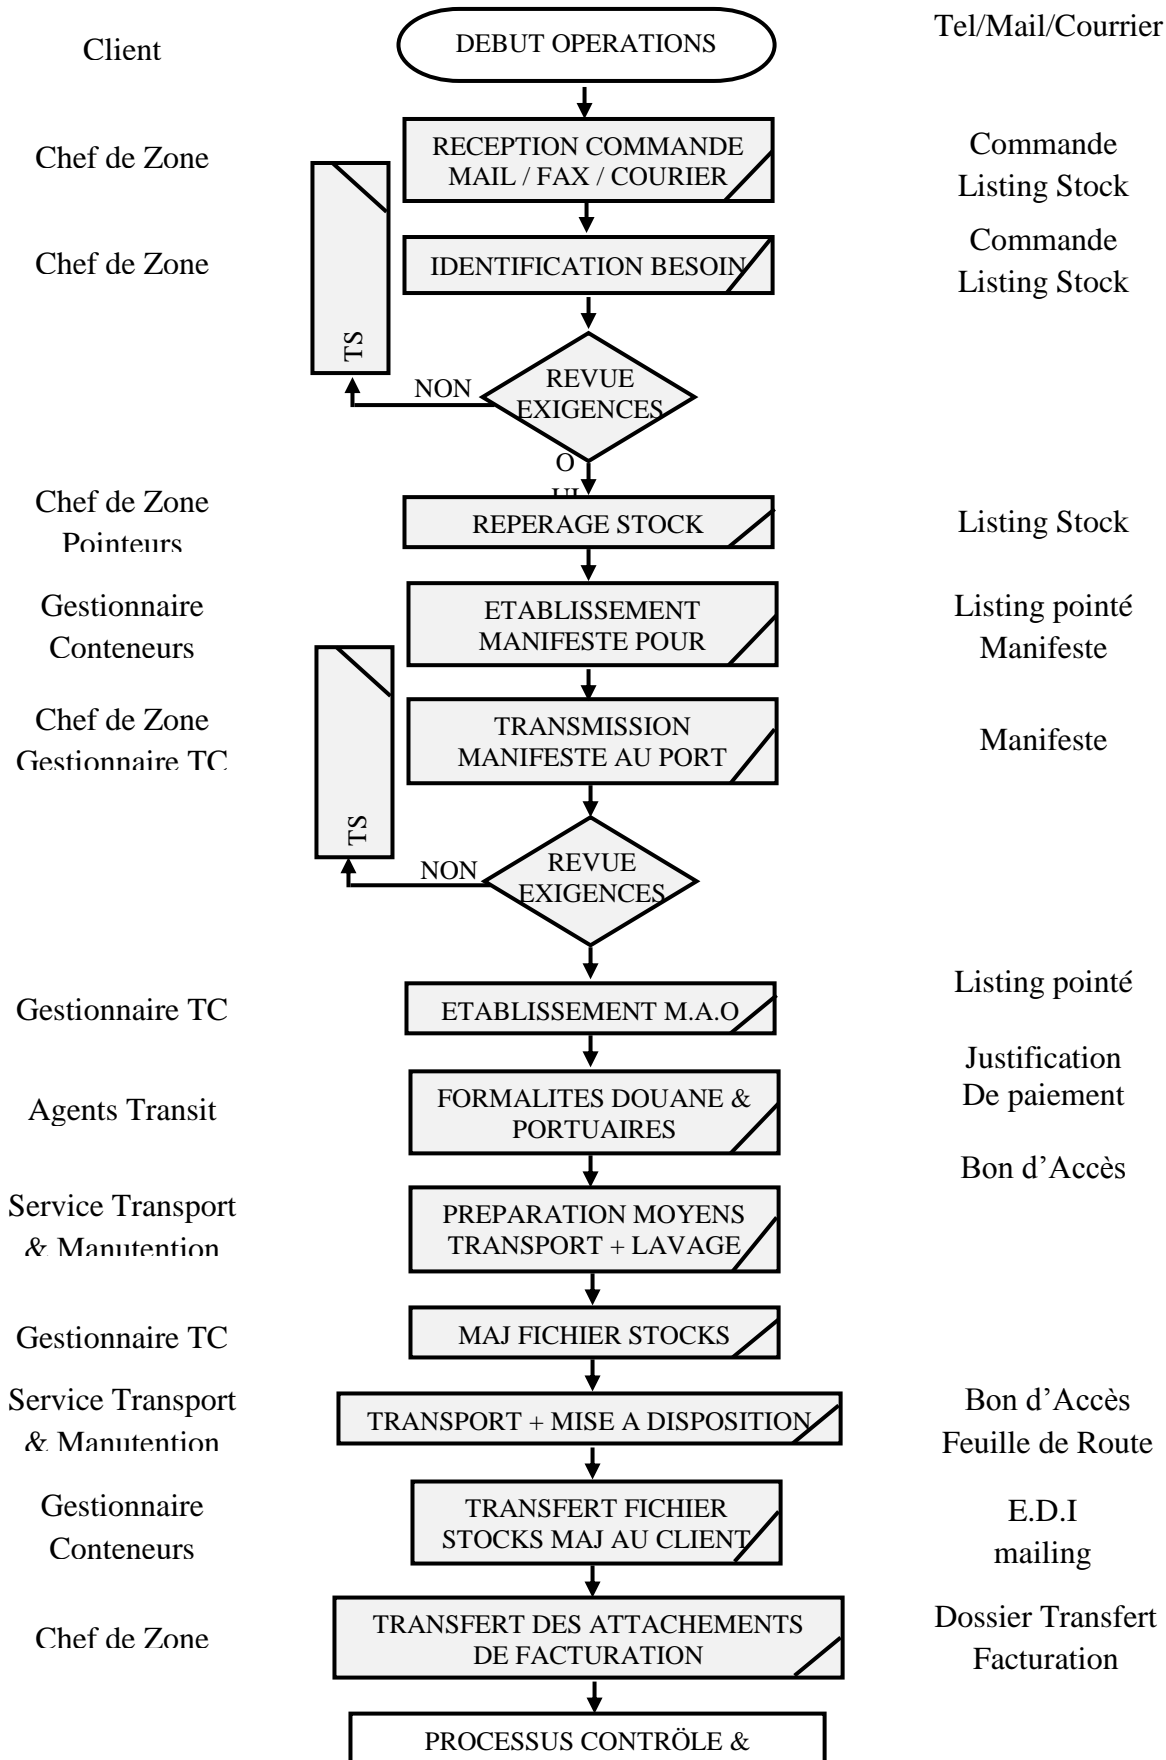 Client
DEBUT OPERATIONS
Tel/Mail/Courrier
Chef de Zone
RECEPTION COMMANDE
MAIL / FAX / COURIER
Commande
Listing Stock
Chef de Zone
IDENTIFICATION BESOIN
Commande
Listing Stock
TS
NON
REVUE
EXIGENCES
O
UI
Chef de Zone
Pointeurs
REPERAGE STOCK
Listing Stock
Gestionnaire
Conteneurs
ETABLISSEMENT
MANIFESTE POUR
Listing pointé
Manifeste
Chef de Zone
Gestionnaire TC
TRANSMISSION
MANIFESTE AU PORT
Manifeste
TS
NON
REVUE
EXIGENCES
Gestionnaire TC
ETABLISSEMENT M.A.O
Listing pointé
Agents Transit
FORMALITES DOUANE &
PORTUAIRES
Justification
De paiement
Bon d’Accès
Service Transport
& Manutention
PREPARATION MOYENS
TRANSPORT + LAVAGE
Gestionnaire TC
MAJ FICHIER STOCKS
Service Transport
& Manutention
TRANSPORT + MISE A DISPOSITION
Bon d’Accès
Feuille de Route
Gestionnaire
Conteneurs
TRANSFERT FICHIER
STOCKS MAJ AU CLIENT
E.D.I
mailing
Chef de Zone
TRANSFERT DES ATTACHEMENTS
DE FACTURATION
Dossier Transfert
Facturation
PROCESSUS CONTRÖLE &